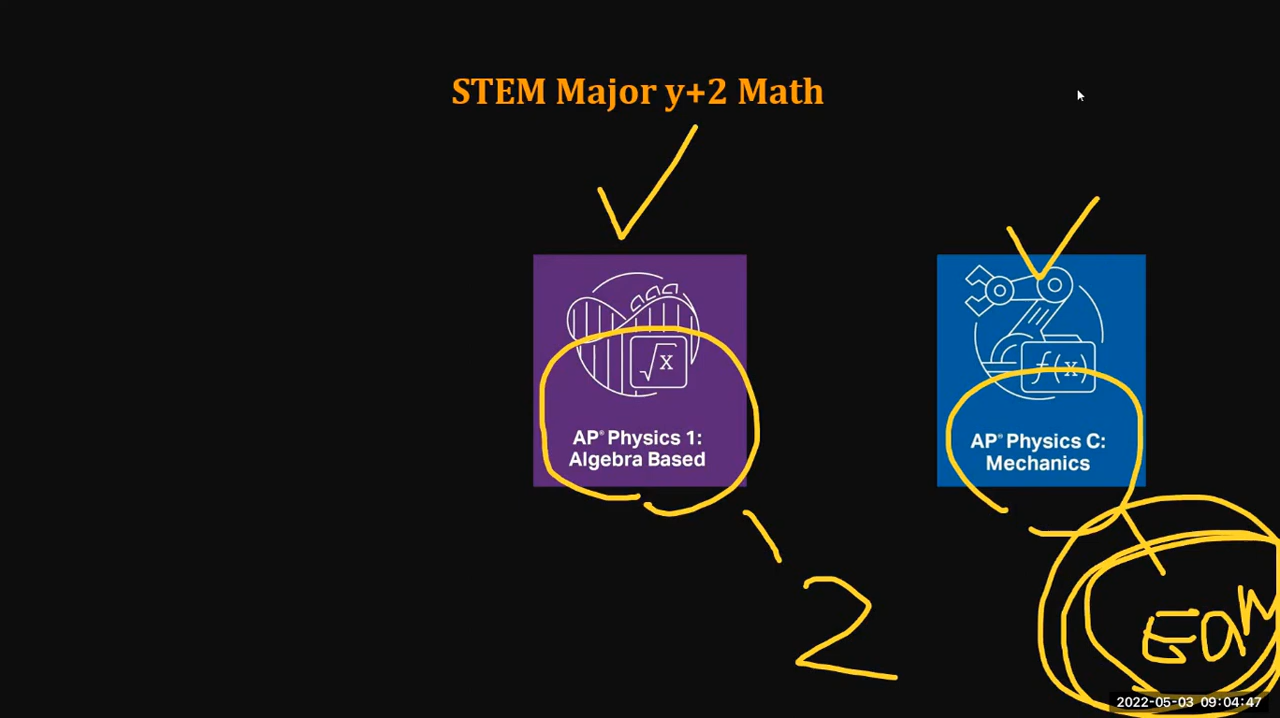 STEM Major y+2 Math
√x
AP® Physics 1:
Algebra Based
f(x)
AP® Physics C:
Mechanics
2
2022-05-03 09:04:47